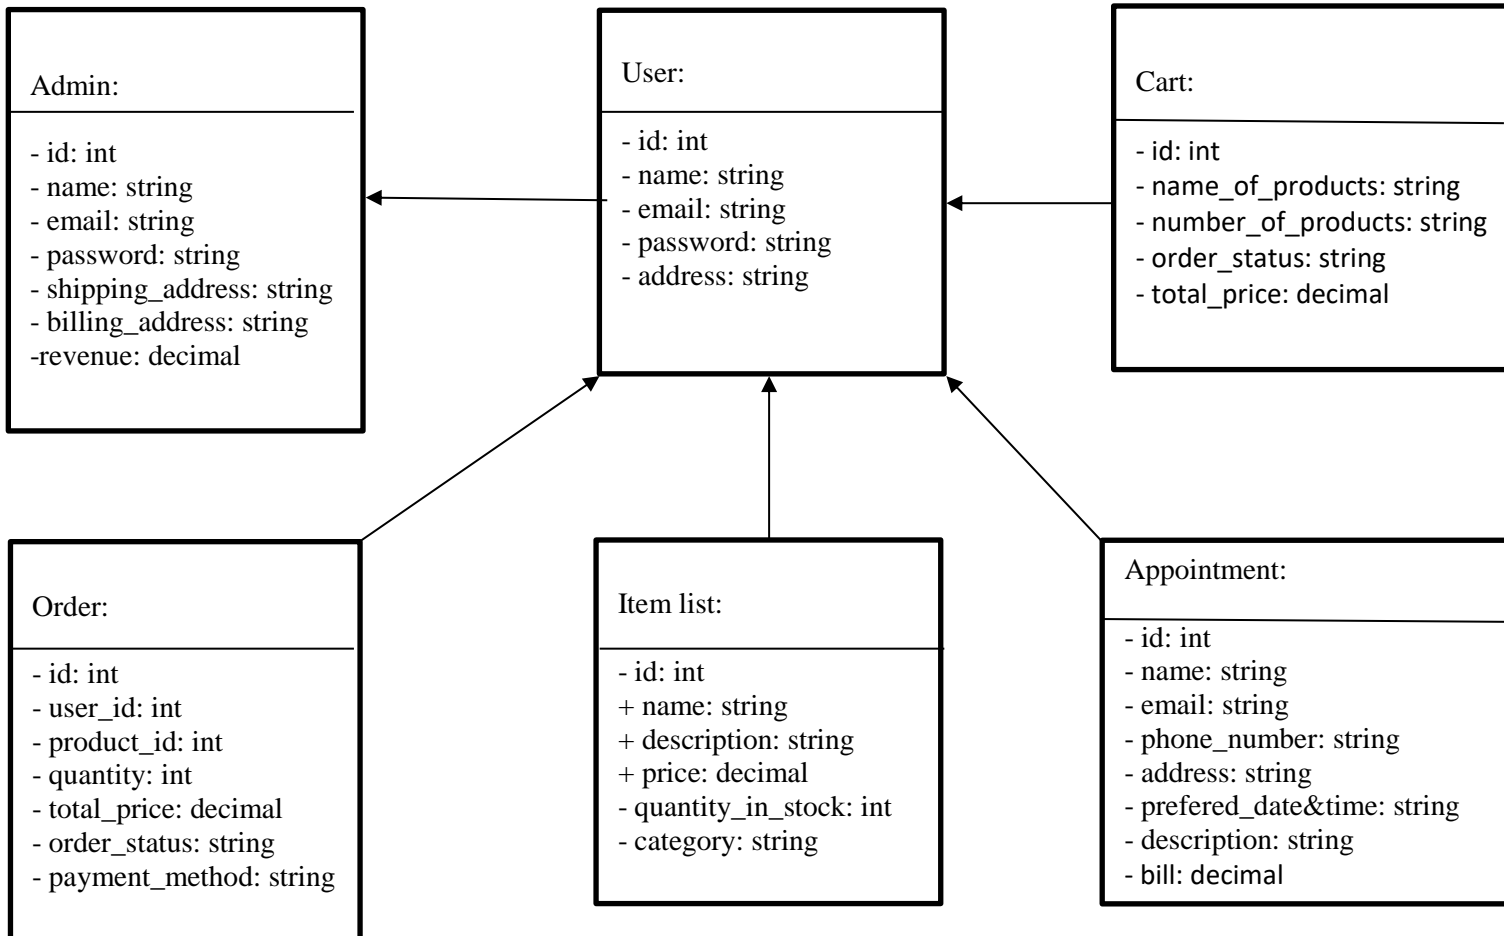 Admin:
- id: int
- name: string
- email: string
- password: string
- shipping_address: string
- billing_address: string
-revenue: decimal
User:
- id: int
- name: string
- email: string
- password: string
- address: string
Cart:
- id: int
- name_of_products: string
- number_of_products: string
- order_status: string
- total_price: decimal
Order:
- id: int
- user_id: int
- product_id: int
- quantity: int
- total_price: decimal
- order_status: string
- payment_method: string
Item list:
- id: int
+ name: string
+ description: string
+ price: decimal
- quantity_in_stock: int
- category: string
Appointment:
- id: int
- name: string
- email: string
- phone_number: string
- address: string
- prefered_date&time: string
- description: string
- bill: decimal